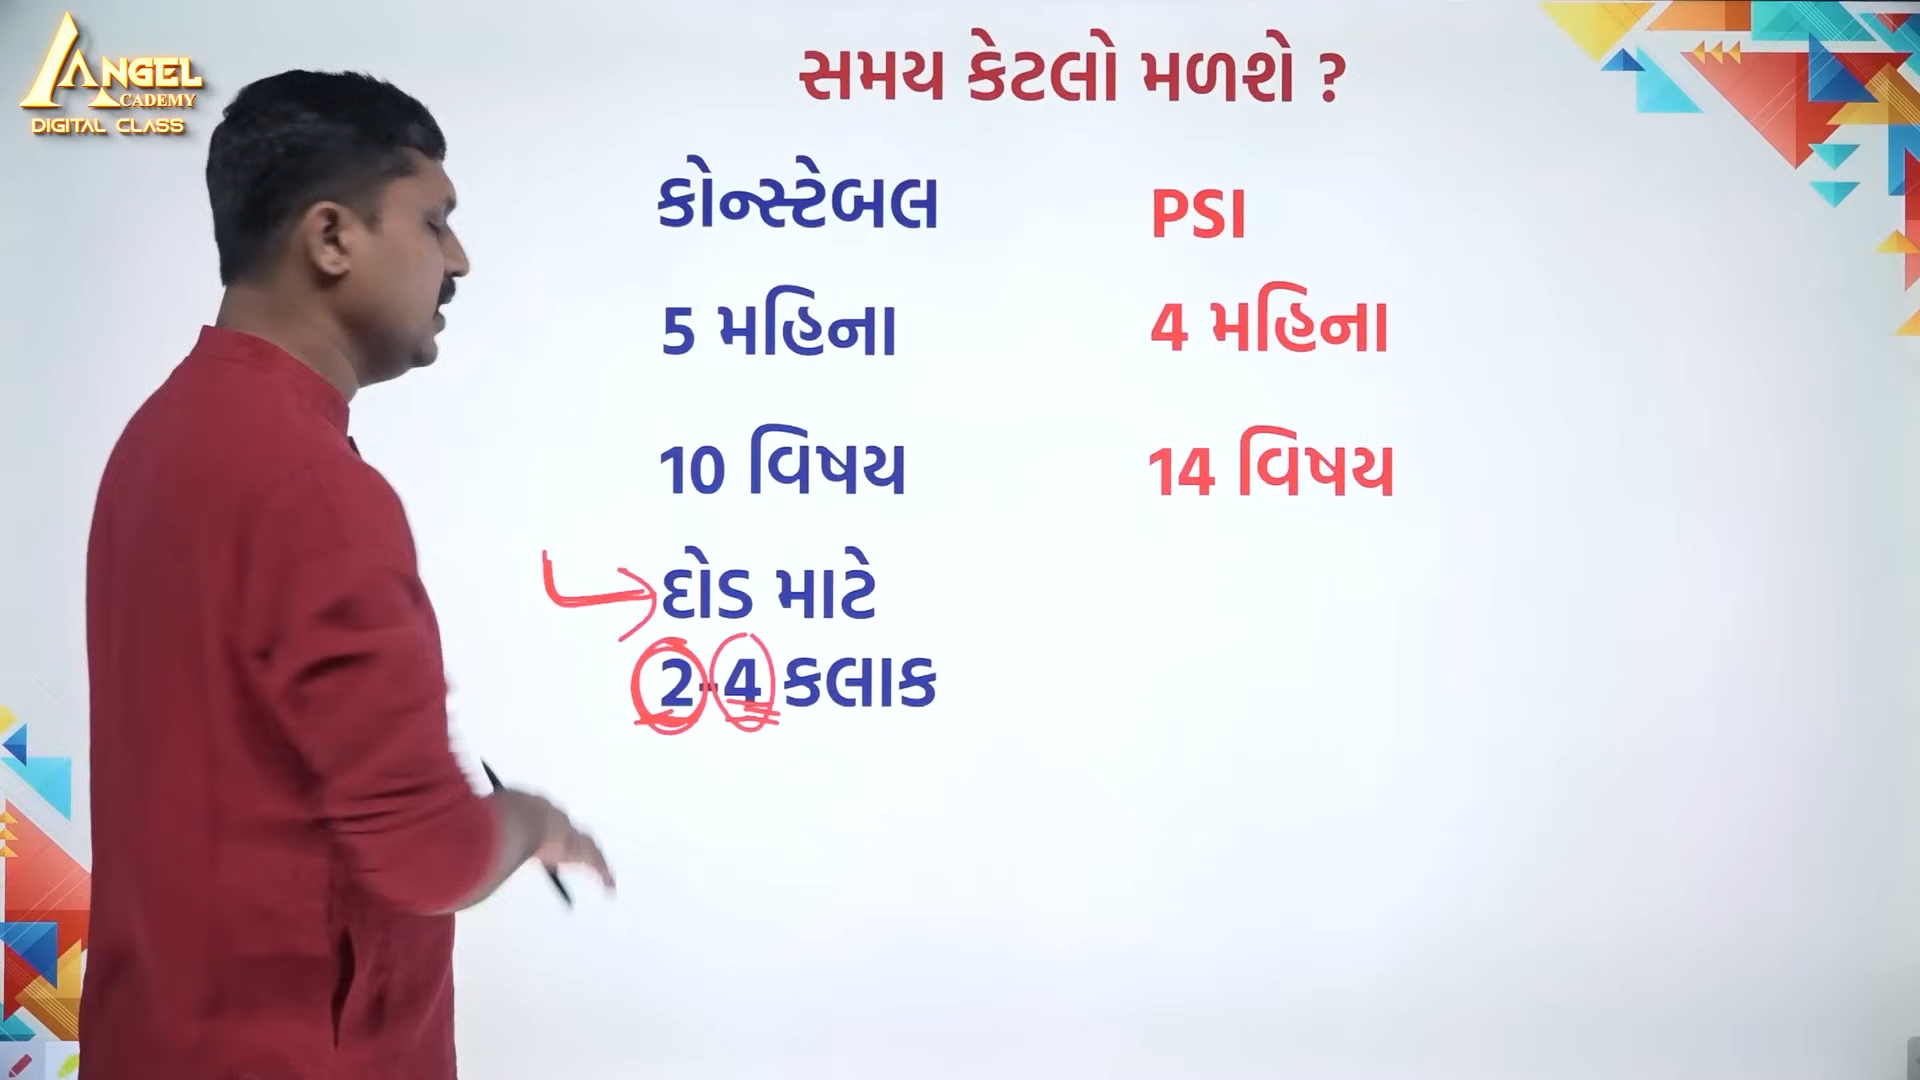 ANGEL
ACADEMY
DIGITAL CLASS
સમય કેટલો મળશે ?
કોન્સ્ટેબલ
PSI
5 મહિના
4 મહિના
10 વિષય
14 વિષય
દોડ માટે
2-4 કલાક